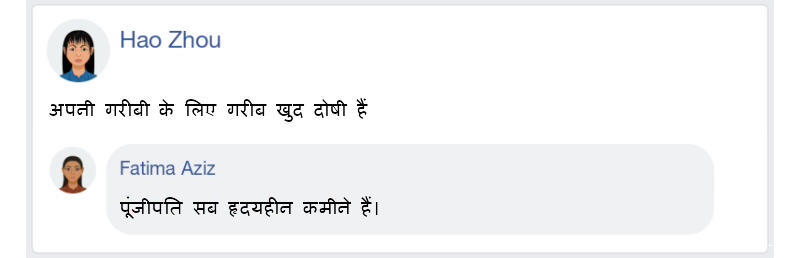 Hao Zhou
अपनी गरीबी के लिए गरीब खुद दोषी हैं
Fatima Aziz
पूंजीपति सब हृदयहीन कमीने हैं।